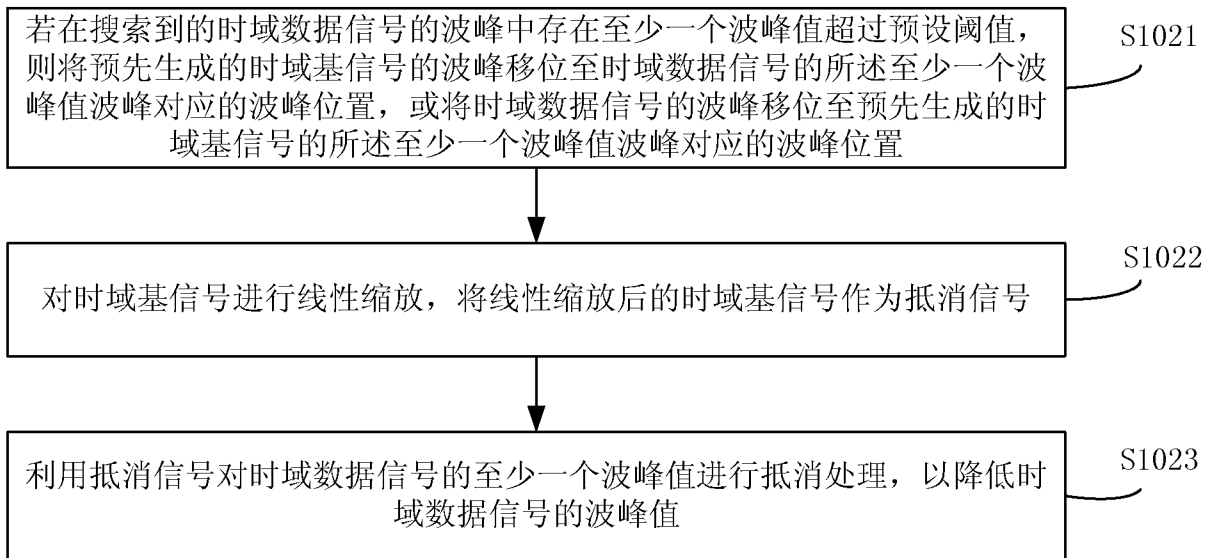 若在搜索到的时域数据信号的波峰中存在至少一个波峰值超过预设阈值，
则将预先生成的时域基信号的波峰移位至时域数据信号的所述至少一个波
峰值波峰对应的波峰位置，或将时域数据信号的波峰移位至预先生成的时
域基信号的所述至少一个波峰值波峰对应的波峰位置
S1021
对时域基信号进行线性缩放，将线性缩放后的时域基信号作为抵消信号
S1022
利用抵消信号对时域数据信号的至少一个波峰值进行抵消处理，以降低时
域数据信号的波峰值
S1023